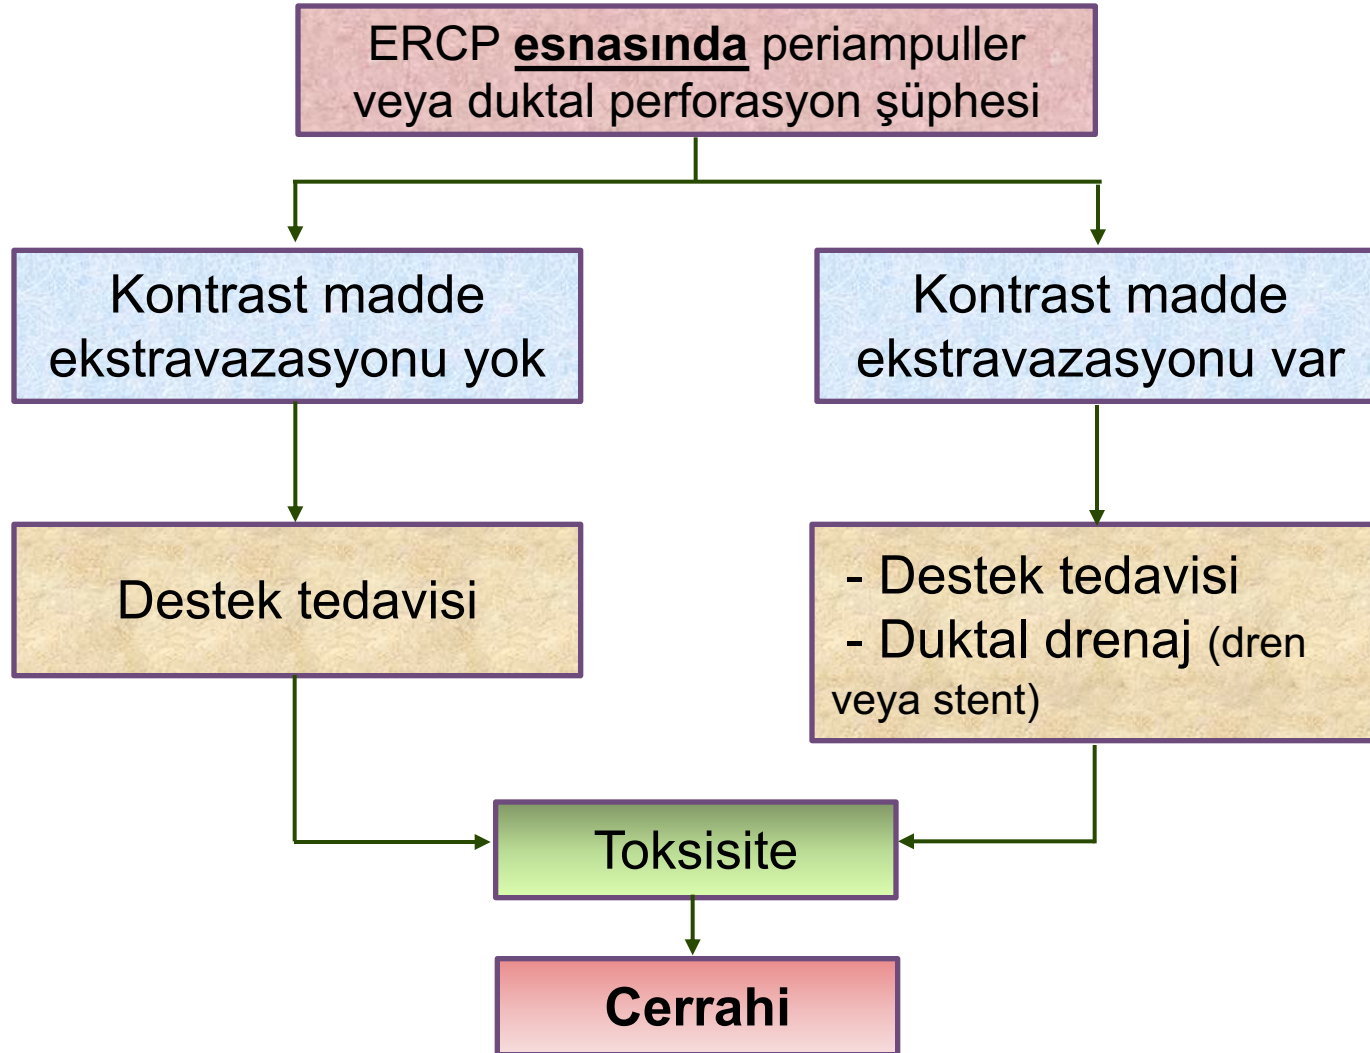 ERCP esnasında periampuller
veya duktal perforasyon şüphesi
Kontrast madde
ekstravazasyonu yok
Kontrast madde
ekstravazasyonu var
Destek tedavisi
- Destek tedavisi
- Duktal drenaj (dren
veya stent)
Toksisite
Cerrahi